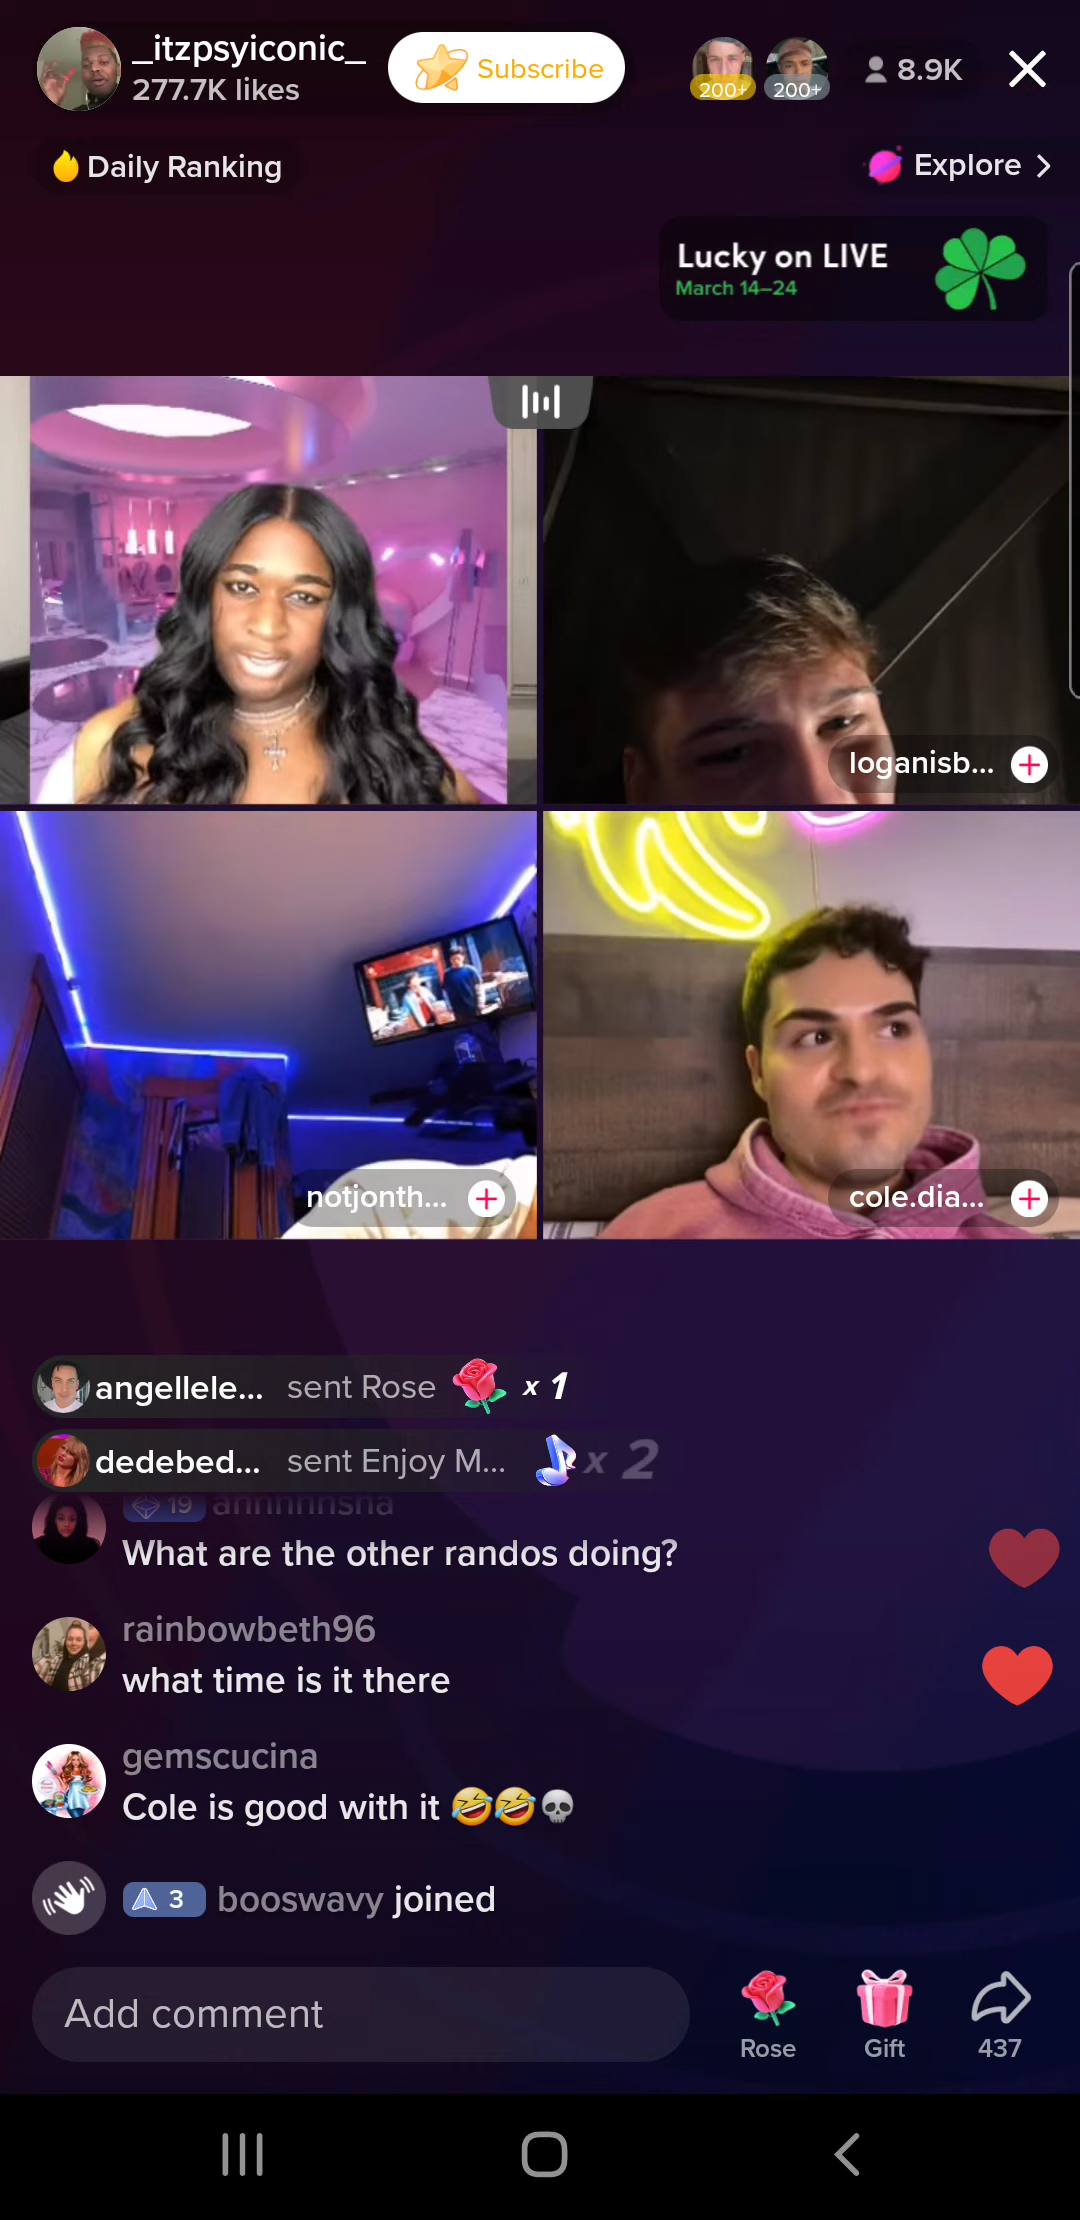 _itzpsyiconic_
277.7K likes
Subscribe
200+
200+
8.9K
Daily Ranking
Explore
Lucky on LIVE
March 14–24
loganisb...
notjonth...
cole.dia...
angellele... sent Rose x 1
dedebed... sent Enjoy M... x 2
19
What are the other randos doing?
rainbowbeth96
what time is it there
gemscucina
Cole is good with it 🤣🤣💀
3 booswavy joined
Add comment
Rose
Gift
437